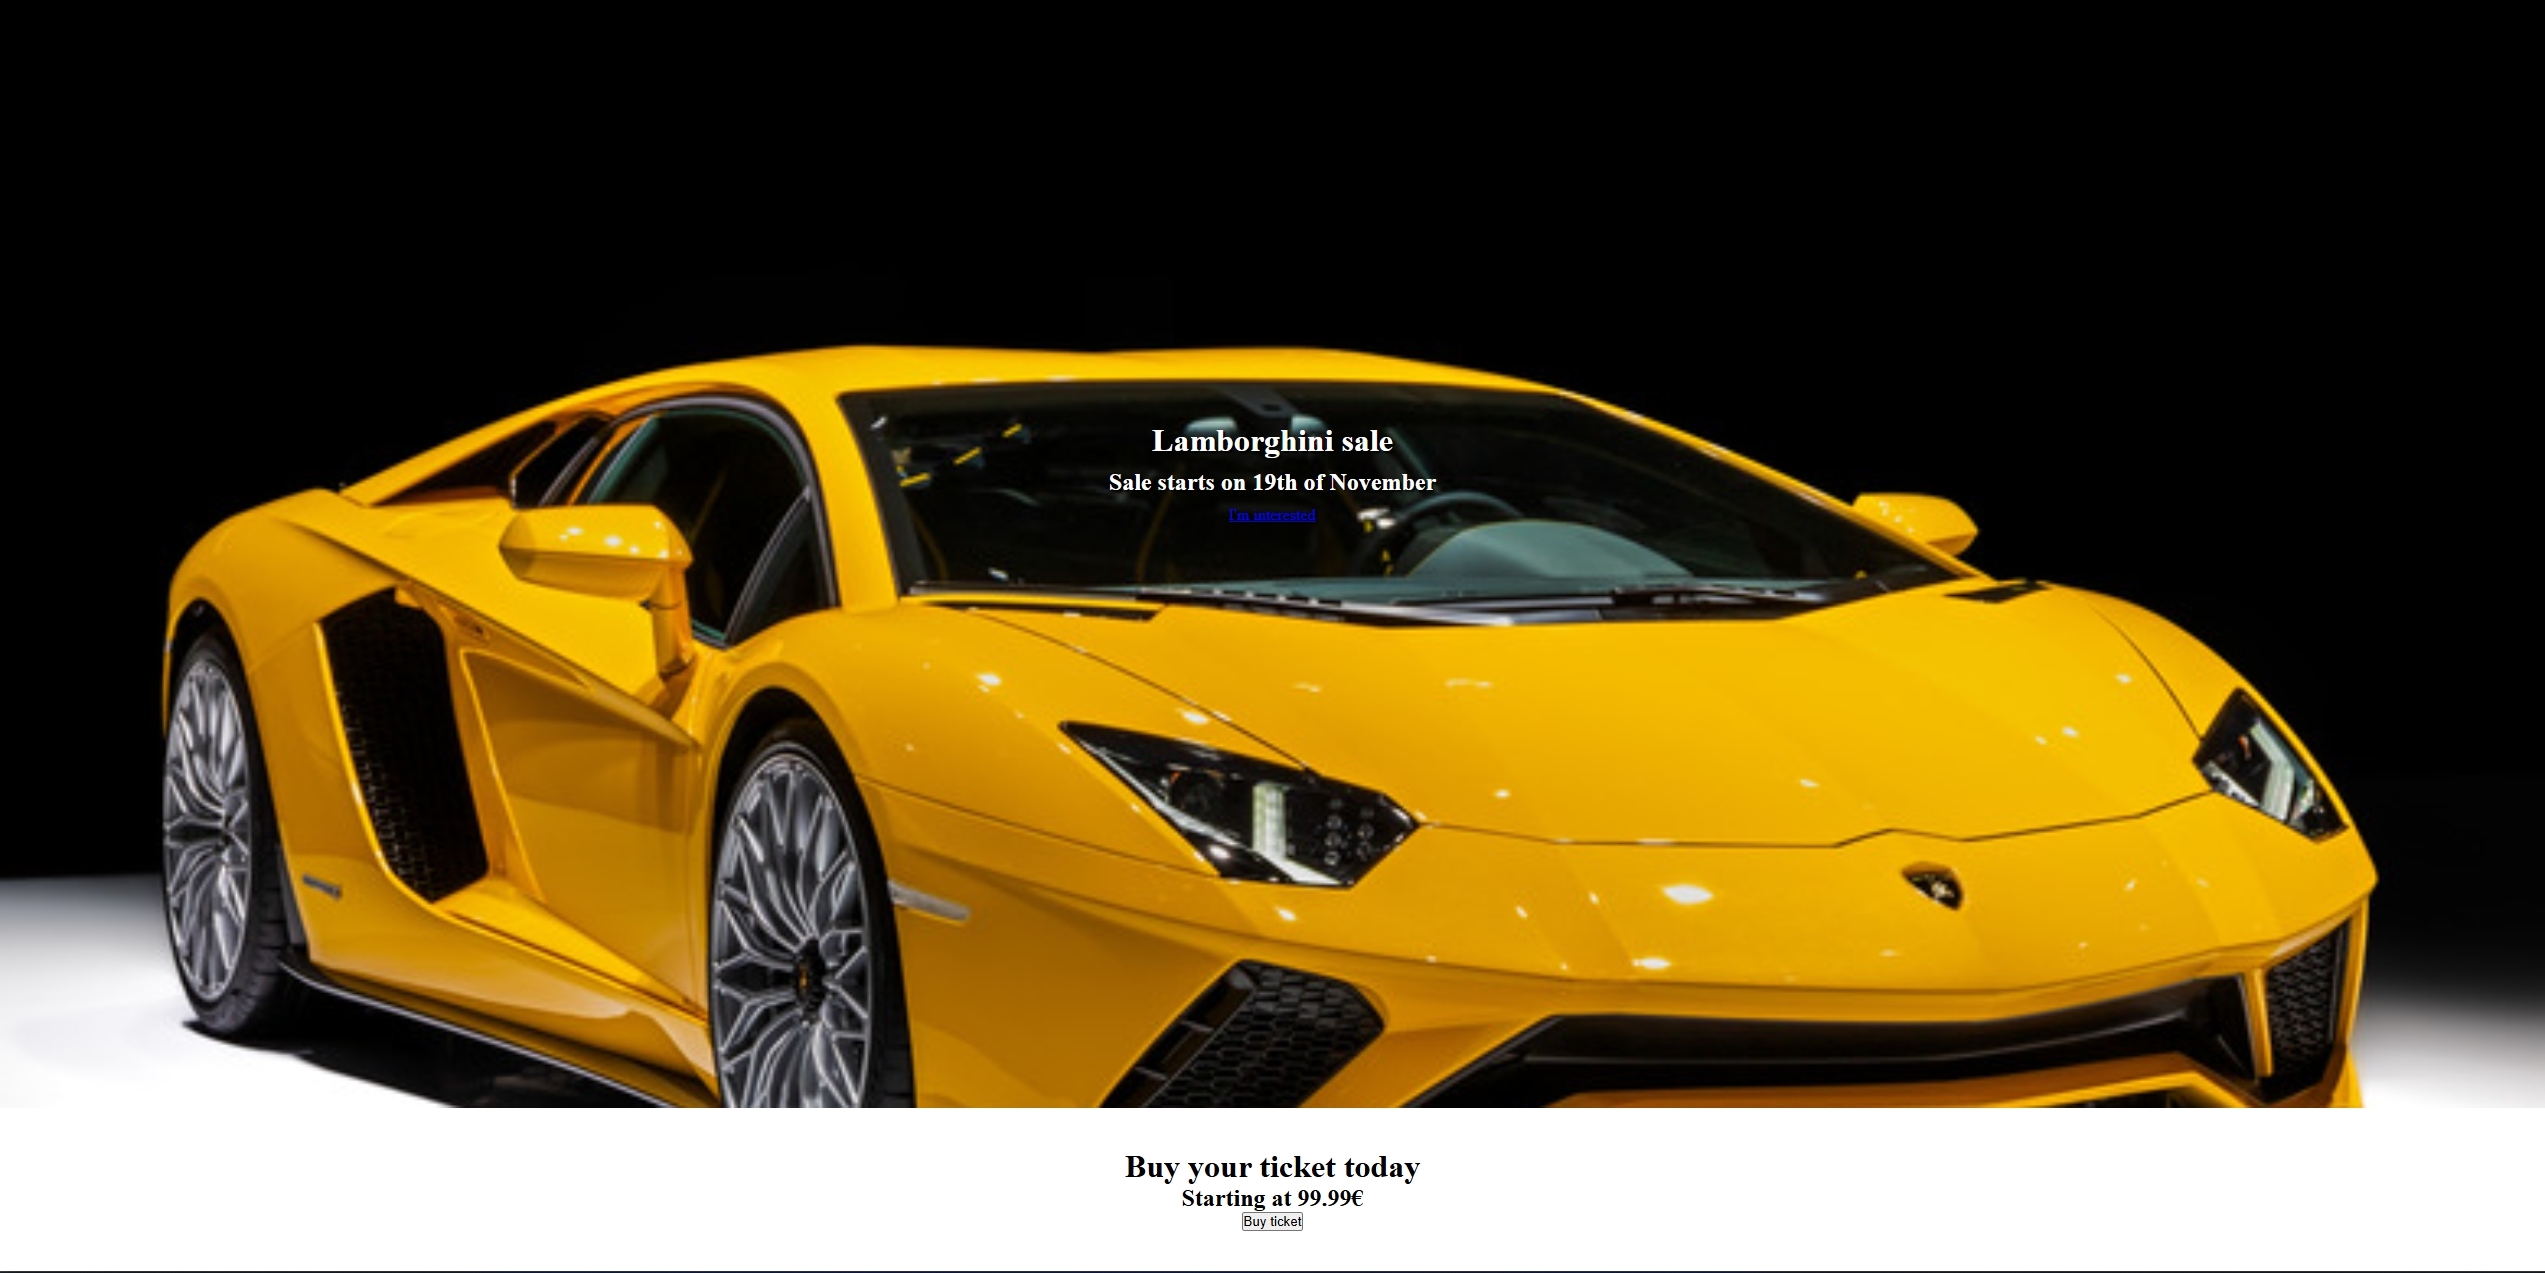 Lamborghini sale
Sale starts on 19th of November
I'm interested
Buy your ticket today
Starting at 99.99€
Buy ticket